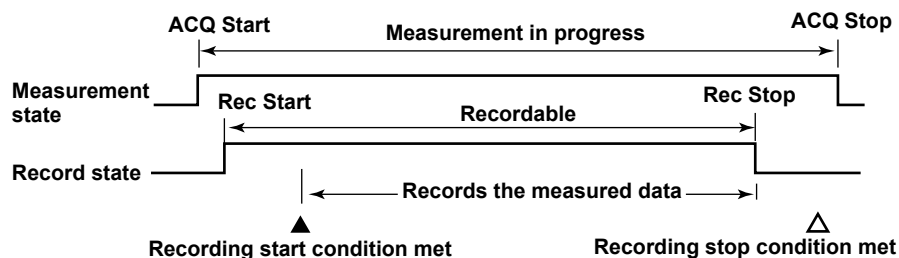 ACQ Start
ACQ Stop
Measurement in progress
Measurement
state
Rec Start
Rec Stop
Recordable
Record state
Records the measured data
Recording start condition met
Recording stop condition met